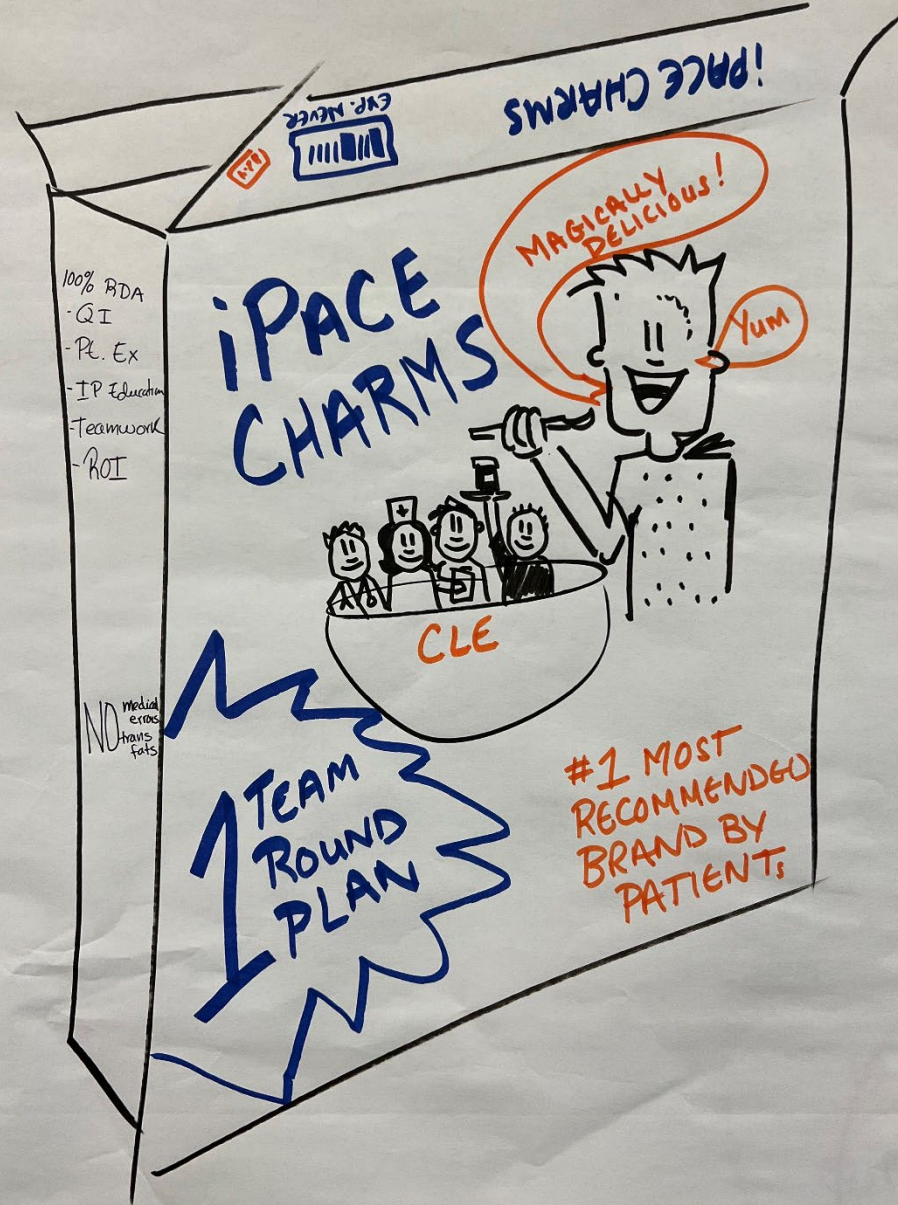 iPACE CHARMS
EXP. NEVER
MAGICALLY
DELICIOUS!
Yum
iPACE
CHARMS
100% RDA
- QI
- Pt. Ex
- IP Education
- Teamwork
- ROI
CLE
NO medical
errors
trans
fats
1 TEAM
ROUND
PLAN
#1 MOST
RECOMMENDED
BRAND BY
PATIENTs